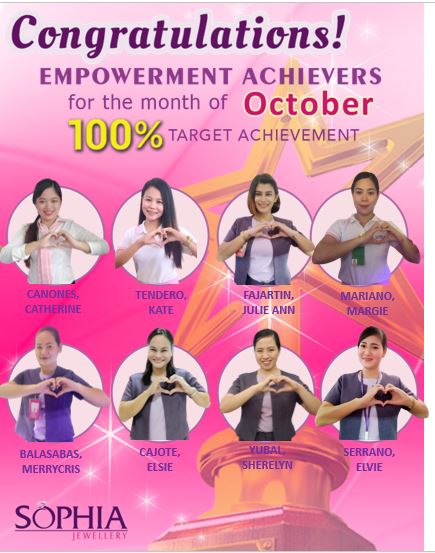 Congratulations!
EMPOWERMENT ACHIEVERS
for the month of October
100% TARGET ACHIEVEMENT
CANONES, CATHERINE
TENDERO, KATE
FAJARTIN, JULIE ANN
MARIANO, MARGIE
BALASABAS, MERRYCRIS
CAJOTE, ELSIE
YUBAL, SHERELYN
SERRANO, ELVIE
SOPHIA
JEWELLERY